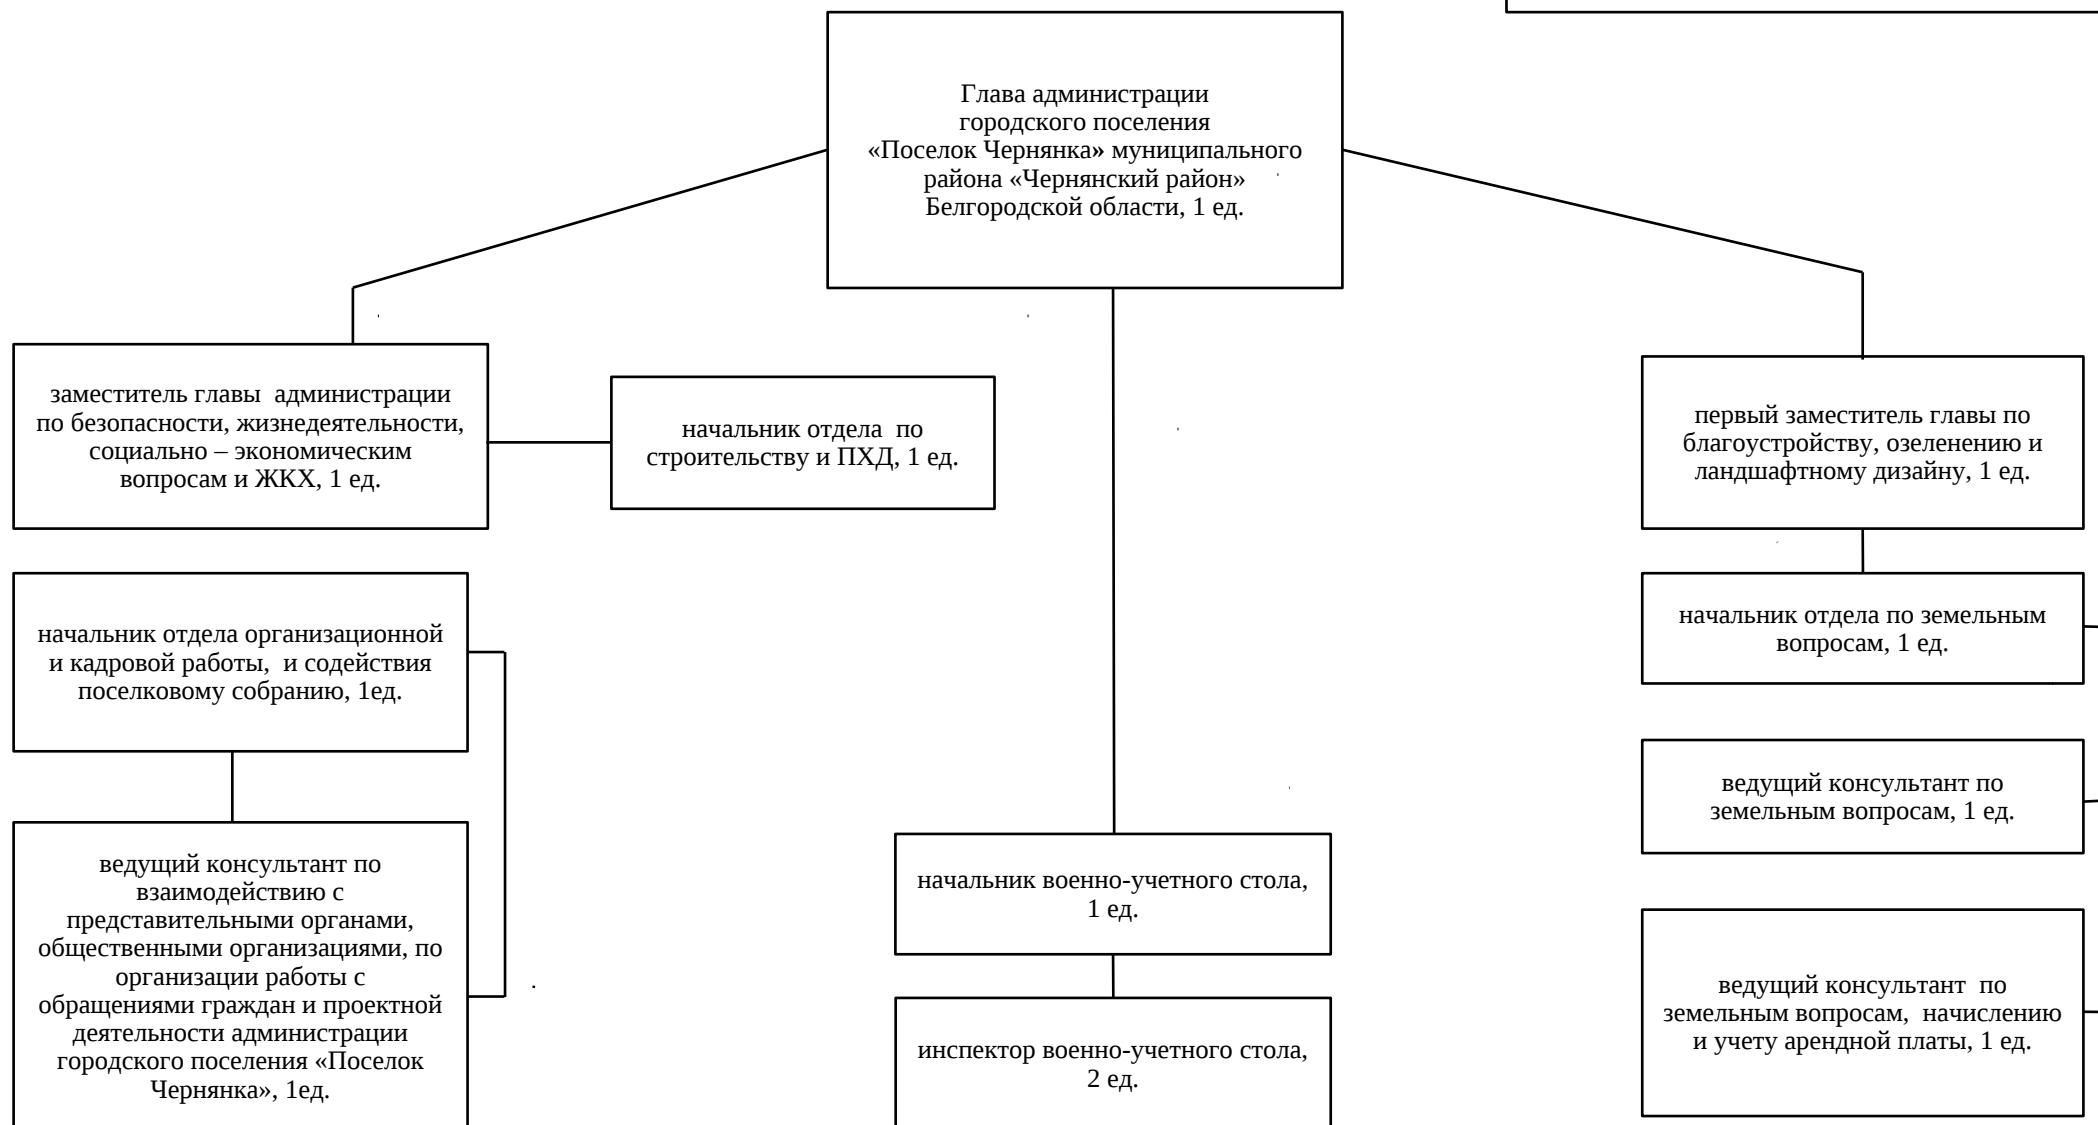 Глава администрации
городского поселения
«Поселок Чернянка» муниципального
района «Чернянский район»
Белгородской области, 1 ед.
заместитель главы  администрации
по безопасности, жизнедеятельности,
социально – экономическим
вопросам и ЖКХ, 1 ед.
начальник отдела  по
строительству и ПХД, 1 ед.
первый заместитель главы по
благоустройству, озеленению и
ландшафтному дизайну, 1 ед.
начальник отдела организационной
и кадровой работы,  и содействия
поселковому собранию, 1ед.
начальник отдела по земельным
вопросам, 1 ед.
ведущий консультант по
земельным вопросам, 1 ед.
ведущий консультант по
взаимодействию с
представительными органами,
общественными организациями, по
организации работы с
обращениями граждан и проектной
деятельности администрации
городского поселения «Поселок
Чернянка», 1ед.
начальник военно-учетного стола,
1 ед.
инспектор военно-учетного стола,
2 ед.
ведущий консультант  по
земельным вопросам,  начислению
и учету арендной платы, 1 ед.